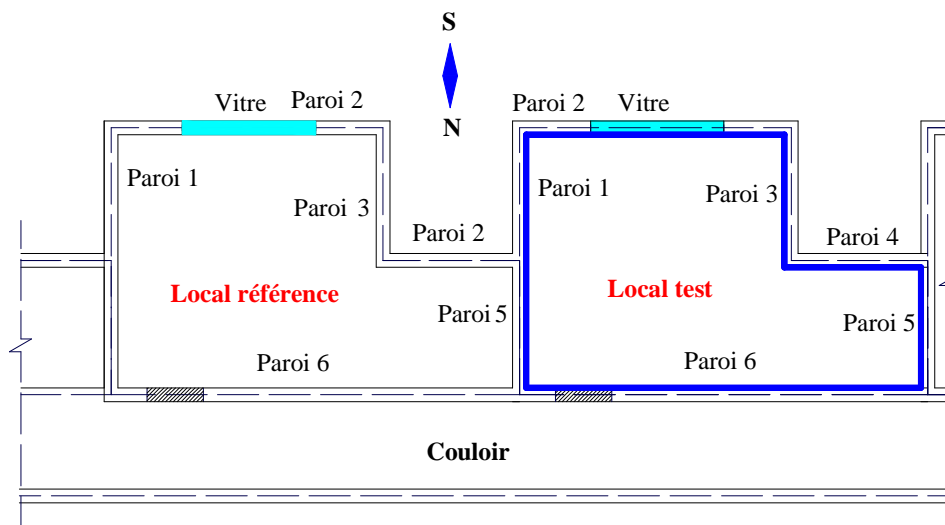 S
N
Vitre
Paroi 2
Paroi 2
Vitre
Paroi 1
Paroi 3
Paroi 2
Paroi 1
Paroi 3
Paroi 4
Local référence
Paroi 5
Local test
Paroi 5
Paroi 6
Paroi 6
Couloir